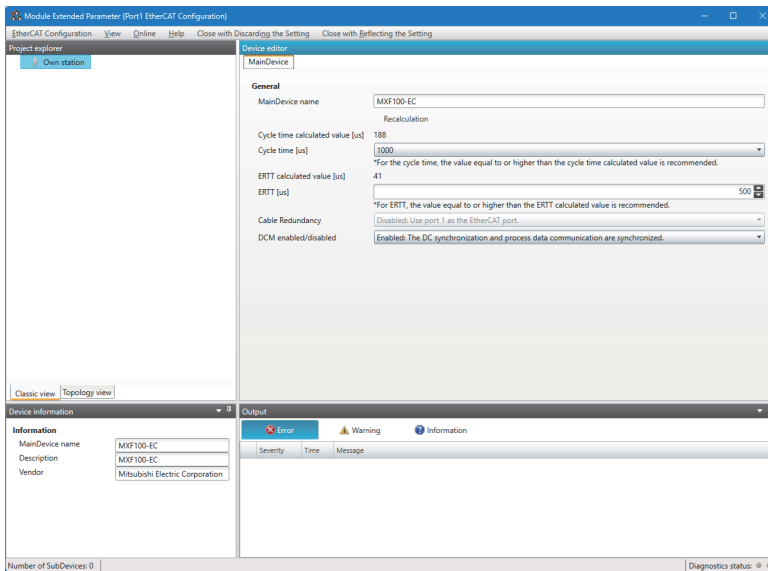 Module Extended Parameter (Port1 EtherCAT Configuration)
EtherCAT Configuration View Online Help Close with Discarding the Setting Close with Reflecting the Setting
Project explorer
Own station
Classic view Topology view
Device editor
MainDevice
General
MainDevice name MXF100-EC
Recalculation
Cycle time calculated value [us] 188
Cycle time [us] 1000
*For the cycle time, the value equal to or higher than the cycle time calculated value is recommended.
ERTT calculated value [us] 41
ERTT [us] 500
*For ERTT, the value equal to or higher than the ERTT calculated value is recommended.
Cable Redundancy Disabled: Use port 1 as the EtherCAT port.
DCM enabled/disabled Enabled: The DC synchronization and process data communication are synchronized.
Device information
Information
MainDevice name MXF100-EC
Description MXF100-EC
Vendor Mitsubishi Electric Corporation
Output
Error Warning Information
Severity Time Message
Number of SubDevices: 0
Diagnostics status: